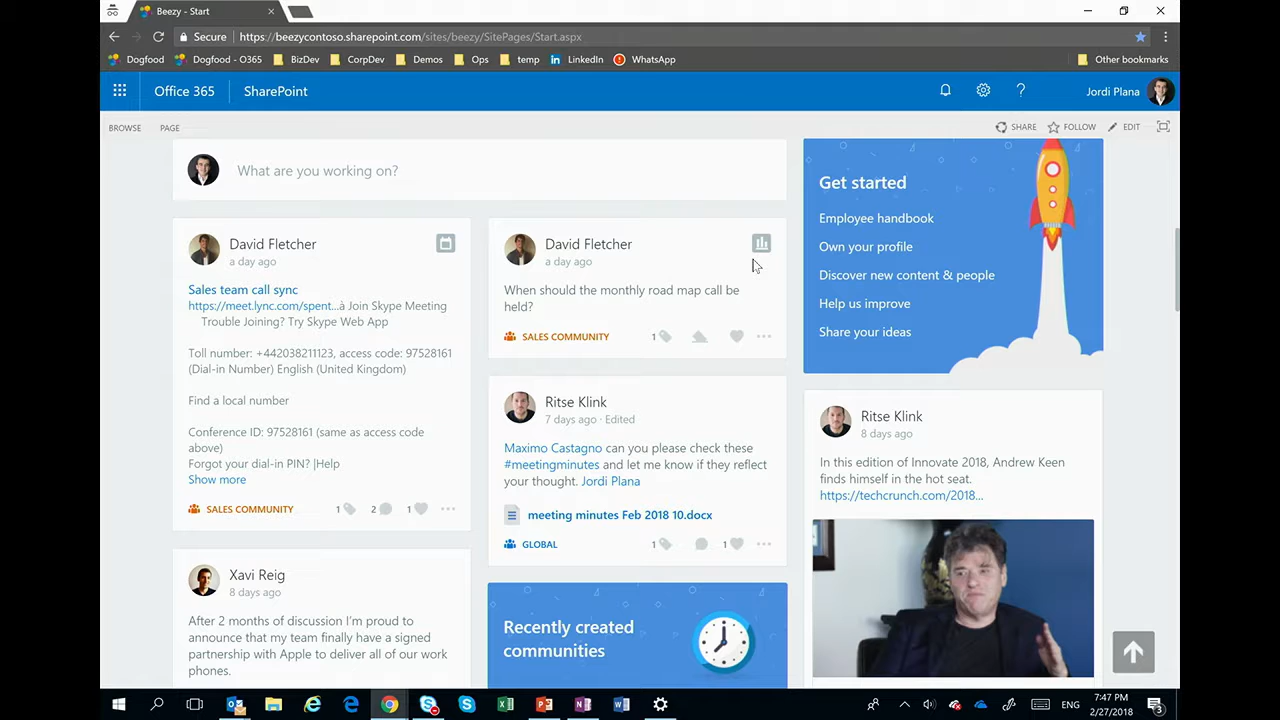 Beezy - Start
Secure
https://beezycontoso.sharepoint.com/sites/beezy/SitePages/Start.aspx
Dogfood
Dogfood - O365
BizDev
CorpDev
Demos
Ops
temp
LinkedIn
WhatsApp
Other bookmarks
Office 365
SharePoint
Jordi Plana
BROWSE
PAGE
SHARE
FOLLOW
EDIT
What are you working on?
David Fletcher
a day ago
Sales team call sync
https://meet.lync.com/spent...à Join Skype Meeting
Trouble Joining? Try Skype Web App
Toll number: +442038211123, access code: 97528161
(Dial-in Number) English (United Kingdom)
Find a local number
Conference ID: 97528161 (same as access code
above)
Forgot your dial-in PIN? |Help
Show more
SALES COMMUNITY
1
2
1
Xavi Reig
8 days ago
After 2 months of discussion I'm proud to
announce that my team finally have a signed
partnership with Apple to deliver all of our work
phones.
David Fletcher
a day ago
When should the monthly road map call be
held?
SALES COMMUNITY
1
Ritse Klink
7 days ago · Edited
Maximo Castagno can you please check these
#meetingminutes and let me know if they reflect
your thought. Jordi Plana
meeting minutes Feb 2018 10.docx
GLOBAL
1
1
Recently created
communities
Get started
Employee handbook
Own your profile
Discover new content & people
Help us improve
Share your ideas
Ritse Klink
8 days ago
In this edition of Innovate 2018, Andrew Keen
finds himself in the hot seat.
https://techcrunch.com/2018...
ENG
7:47 PM
2/27/2018
3